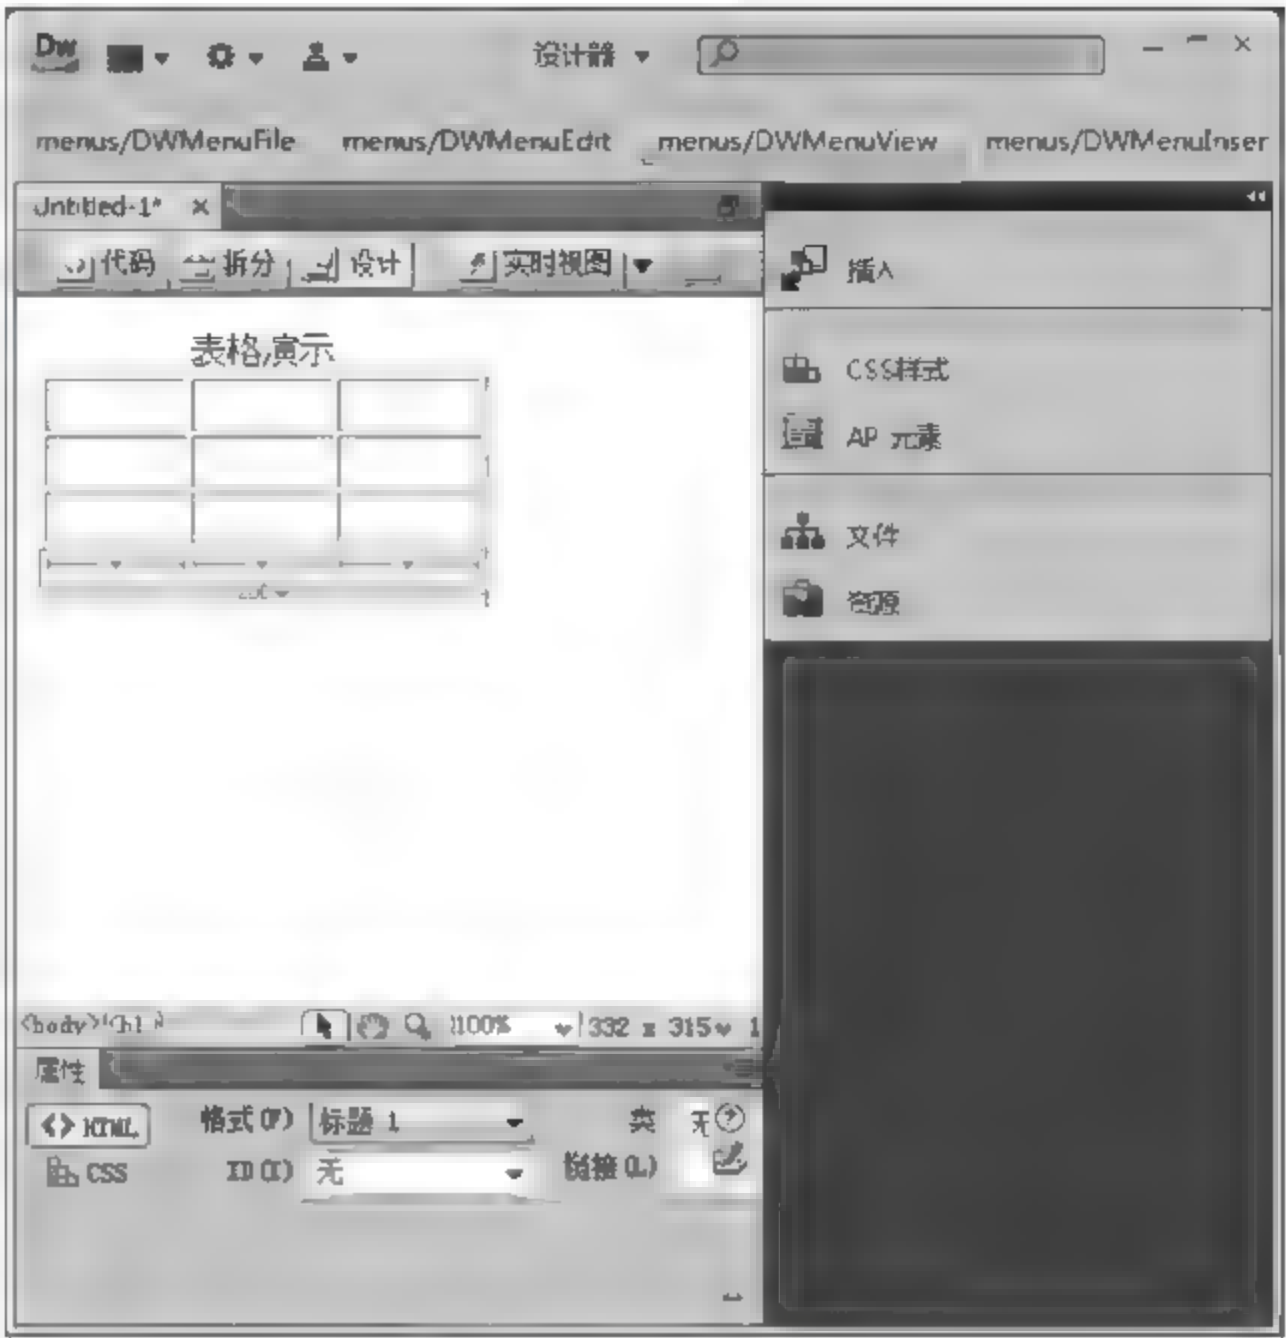 Dw 设计器
menus/DWMenuFile menus/DWMenuEdit menus/DWMenuView menus/DWMenuInser
Untitled-1*
代码 拆分 设计 实时视图
插入
表格演示
CSS样式
AP 元素
文件
资源
<body> <h1> 100% 332 x 315 1
属性
<> HTML 格式(F) 标题 1 类 无
CSS ID(I) 无 链接(L)